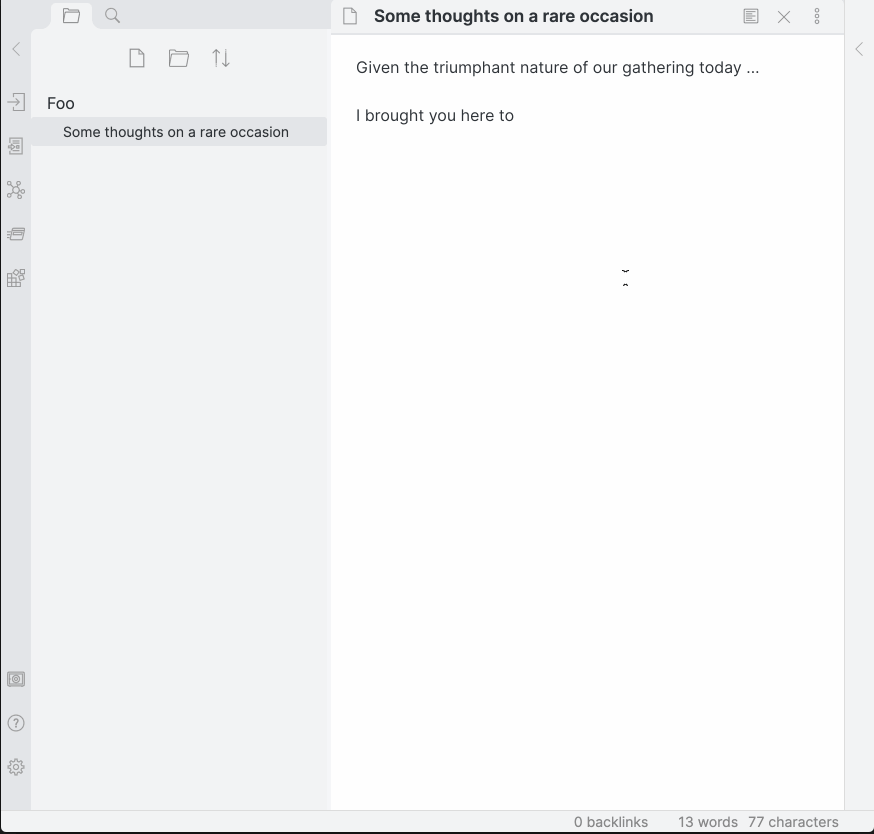 Some thoughts on a rare occasion
Foo
Some thoughts on a rare occasion
Given the triumphant nature of our gathering today ...
I brought you here to
0 backlinks 13 words 77 characters